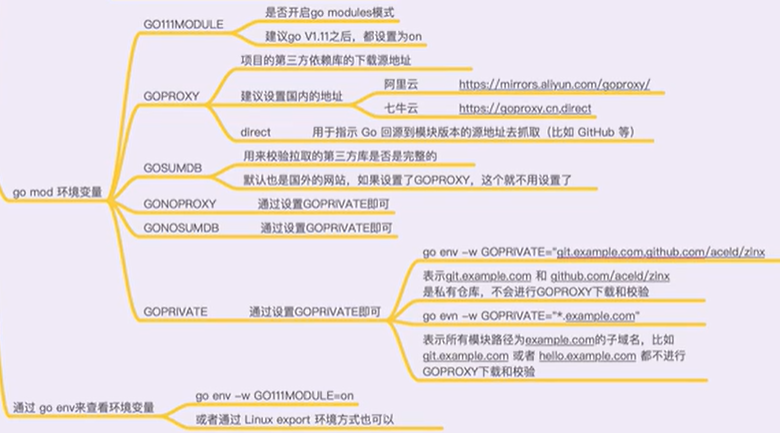 go mod 环境变量
GO111MODULE
是否开启go modules模式
建议go V1.11之后，都设置为on
GOPROXY
项目的第三方依赖库的下载源地址
建议设置国内的地址
阿里云 https://mirrors.aliyun.com/goproxy/
七牛云 https://goproxy.cn,direct
direct 用于指示 Go 回源到模块版本的源地址去抓取（比如 GitHub 等）
GOSUMDB
用来校验拉取的第三方库是否是完整的
默认也是国外的网站，如果设置了GOPROXY，这个就不用设置了
GONOPROXY 通过设置GOPRIVATE即可
GONOSUMDB 通过设置GOPRIVATE即可
GOPRIVATE 通过设置GOPRIVATE即可
go env -w GOPRIVATE="git.example.com,github.com/aceld/zinx
表示git.example.com 和 github.com/aceld/zinx
是私有仓库，不会进行GOPROXY下载和校验
go evn -w GOPRIVATE="*.example.com"
表示所有模块路径为example.com的子域名，比如
git.example.com 或者 hello.example.com 都不进行
GOPROXY下载和校验
通过 go env来查看环境变量
go env -w GO111MODULE=on
或者通过 Linux export 环境方式也可以